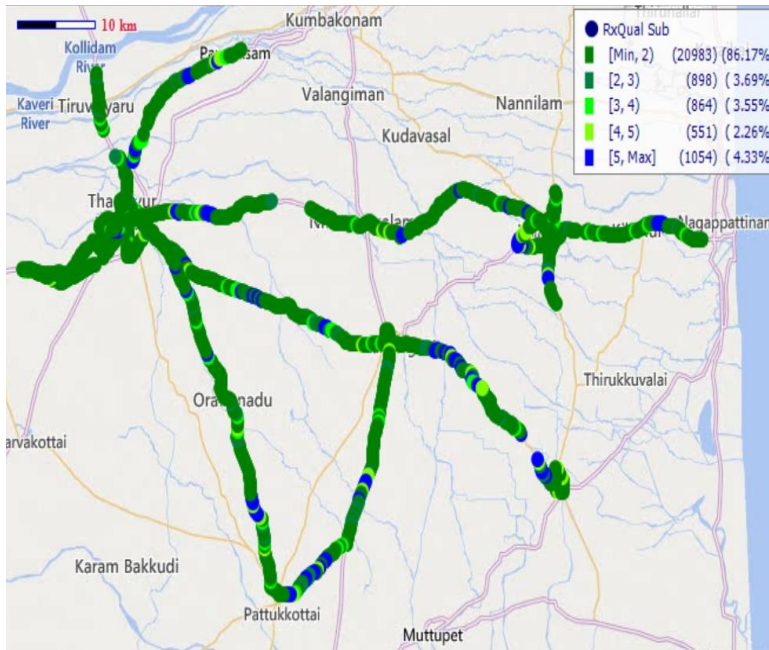 10 km
Kumbakonam
Kollidam
River
Tiruvaiyaru
Kaveri
River
Valangiman
Nannilam
Kudavasal
RxQual Sub
[Min, 2) (20983) (86.17%
[2, 3) (898) ( 3.69%
[3, 4) (864) ( 3.55%
[4, 5) (551) ( 2.26%
[5, Max] (1054) ( 4.33%
Nagappattinam
Thirukkuvalai
Karam Bakkudi
Pattukkottai
Muttupet